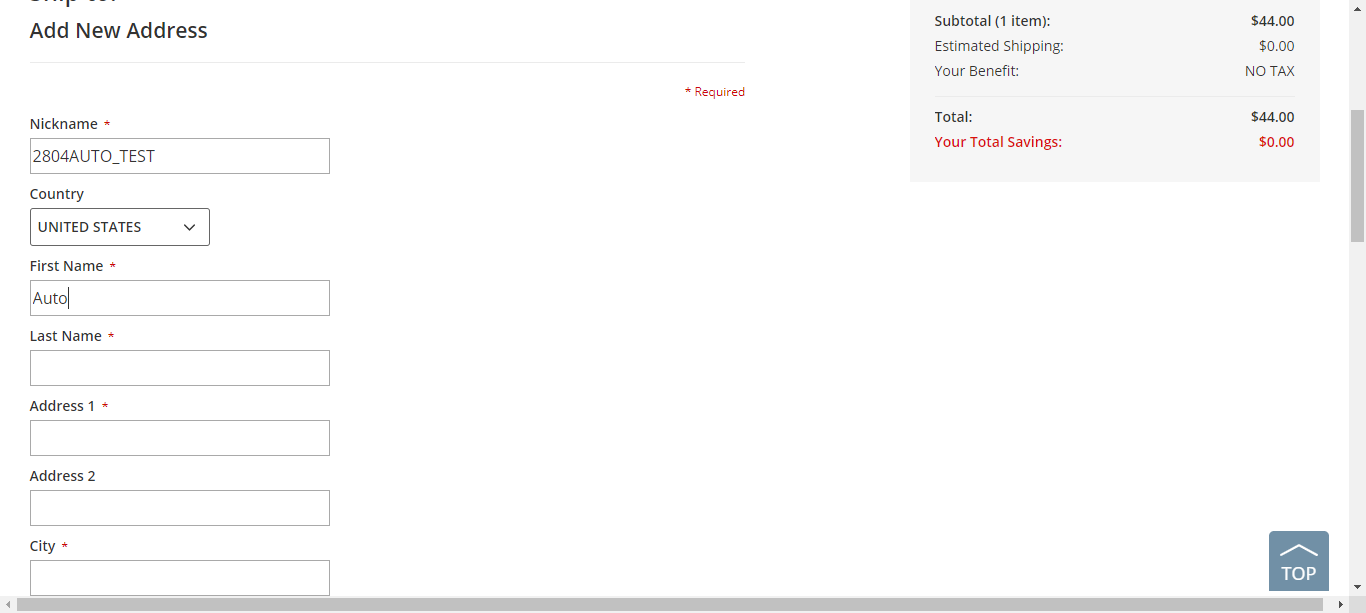 Add New Address
* Required
Nickname *
2804AUTO_TEST
Country
UNITED STATES
First Name *
Auto
Last Name *
Address 1 *
Address 2
City *
Subtotal (1 item): $44.00
Estimated Shipping: $0.00
Your Benefit: NO TAX
Total: $44.00
Your Total Savings: $0.00
TOP